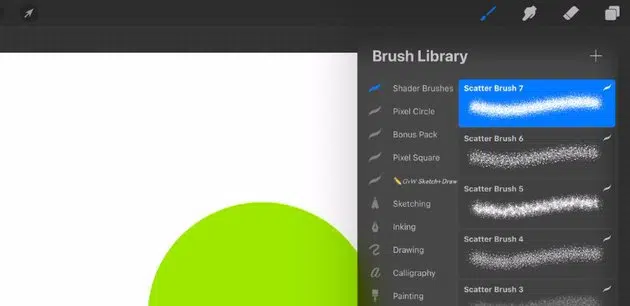 Brush Library
Shader Brushes
Pixel Circle
Bonus Pack
Pixel Square
✏️GvW Sketch+Draw
Sketching
Inking
Drawing
Calligraphy
Painting
Scatter Brush 7
Scatter Brush 6
Scatter Brush 5
Scatter Brush 4
Scatter Brush 3